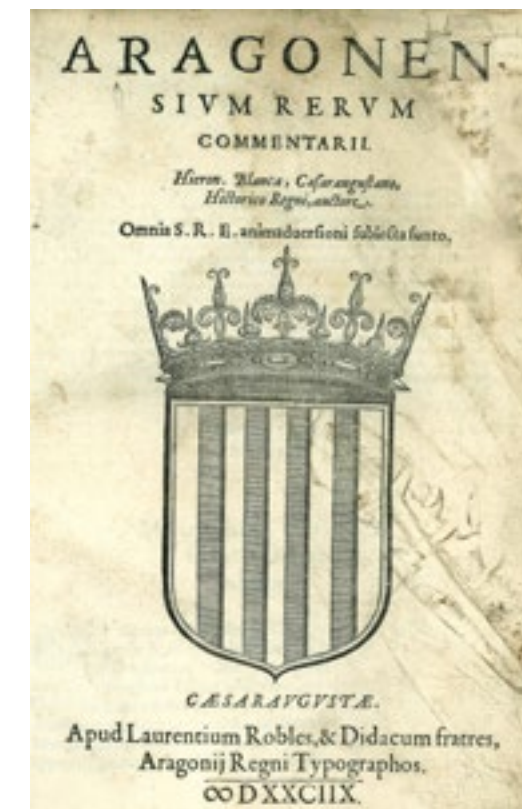 ARAGONEN
SIVM RERVM
COMMENTARII.
Hieron. Blanca, Cæsaraugustano,
Historico Regni, auctore.
Omnia S. R. E. animaduersioni subiecta sunto.
CÆSARAVGVSTÆ.
Apud Laurentium Robles, & Didacum fratres,
Aragonij Regni Typographos.
ↀDXXCIIX.